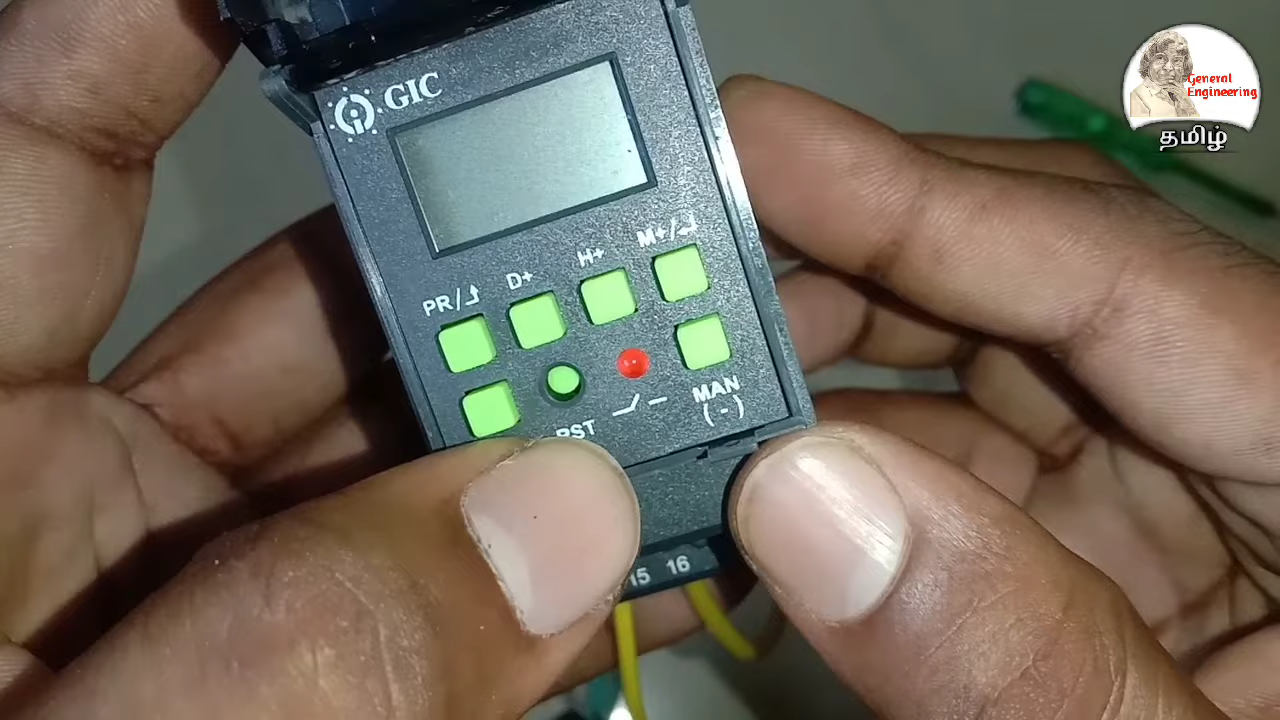 General
Engineering
தமிழ்
GIC
PR/
D+
H+
M+/
RST
MAN
(-)
15 16